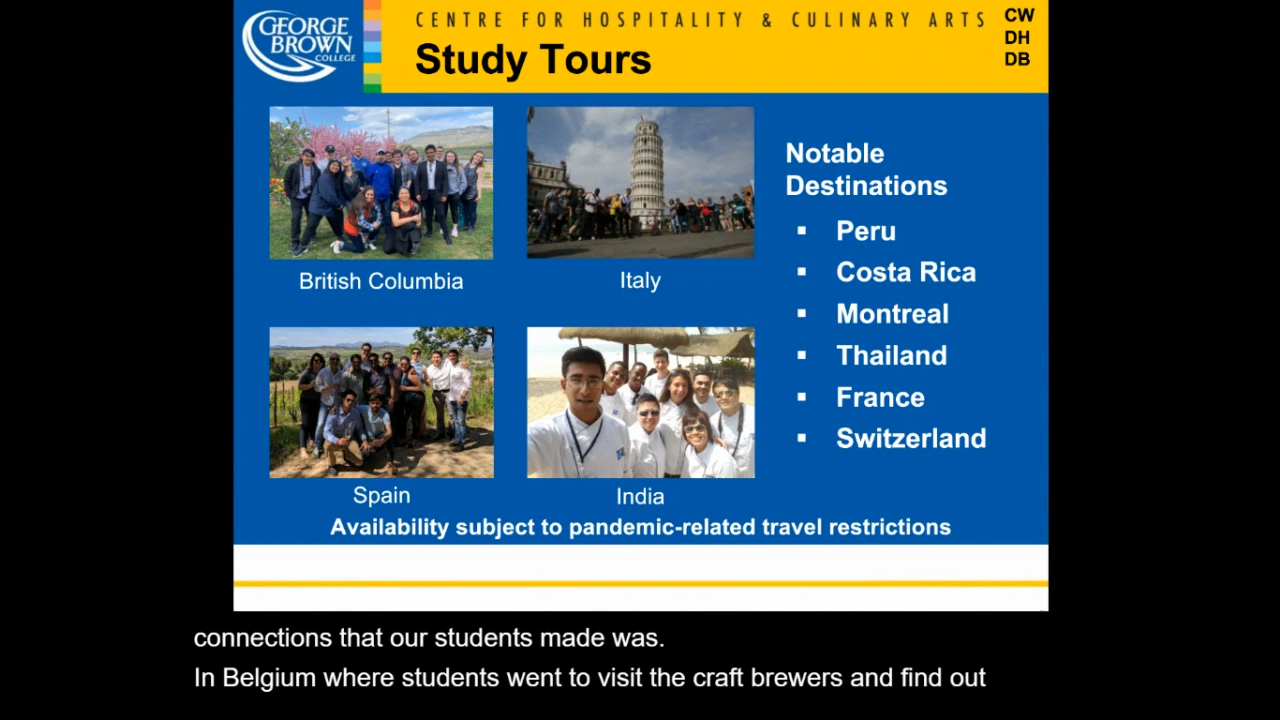 GEORGE
BROWN
COLLEGE
CENTRE FOR HOSPITALITY & CULINARY ARTS
Study Tours
CW
DH
DB
British Columbia
Italy
Spain
India
Notable
Destinations
▪ Peru
▪ Costa Rica
▪ Montreal
▪ Thailand
▪ France
▪ Switzerland
Availability subject to pandemic-related travel restrictions
connections that our students made was.
In Belgium where students went to visit the craft brewers and find out